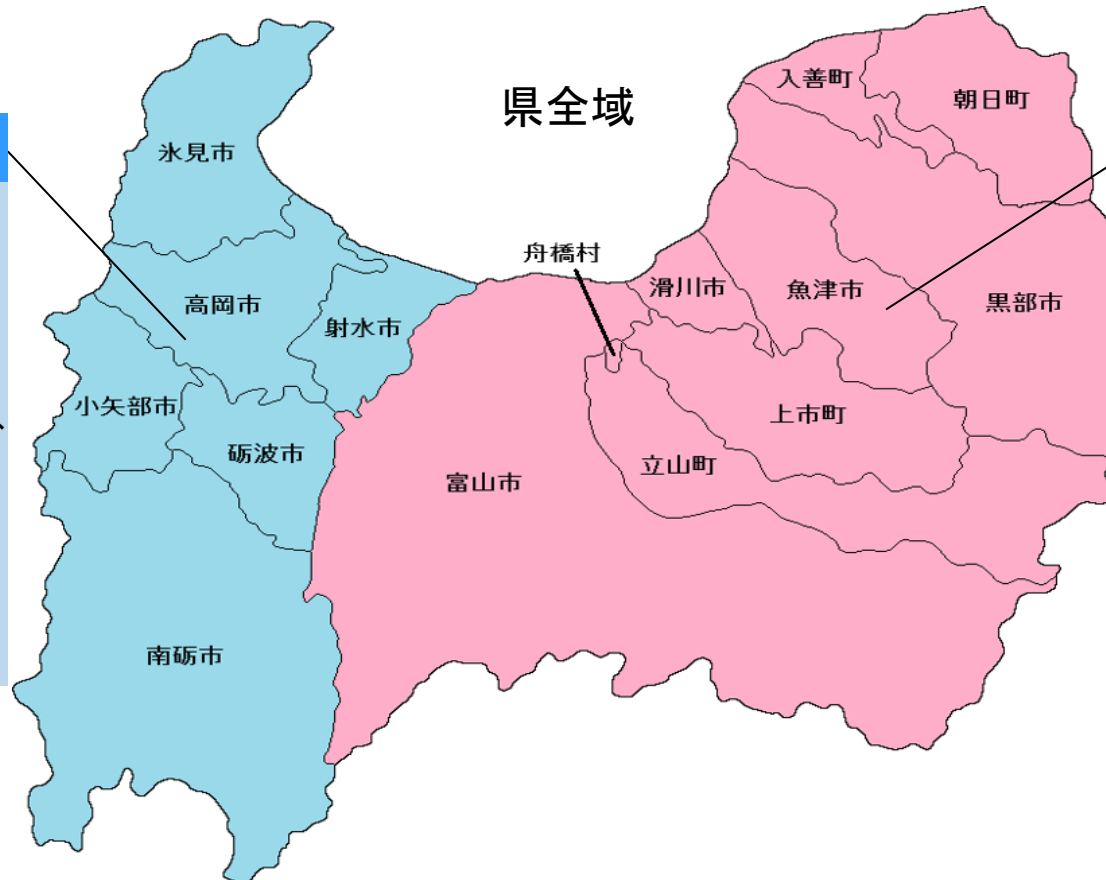 県全域
入善町
朝日町
氷見市
舟橋村
滑川市
魚津市
黒部市
高岡市
射水市
小矢部市
砺波市
上市町
立山町
富山市
南砺市